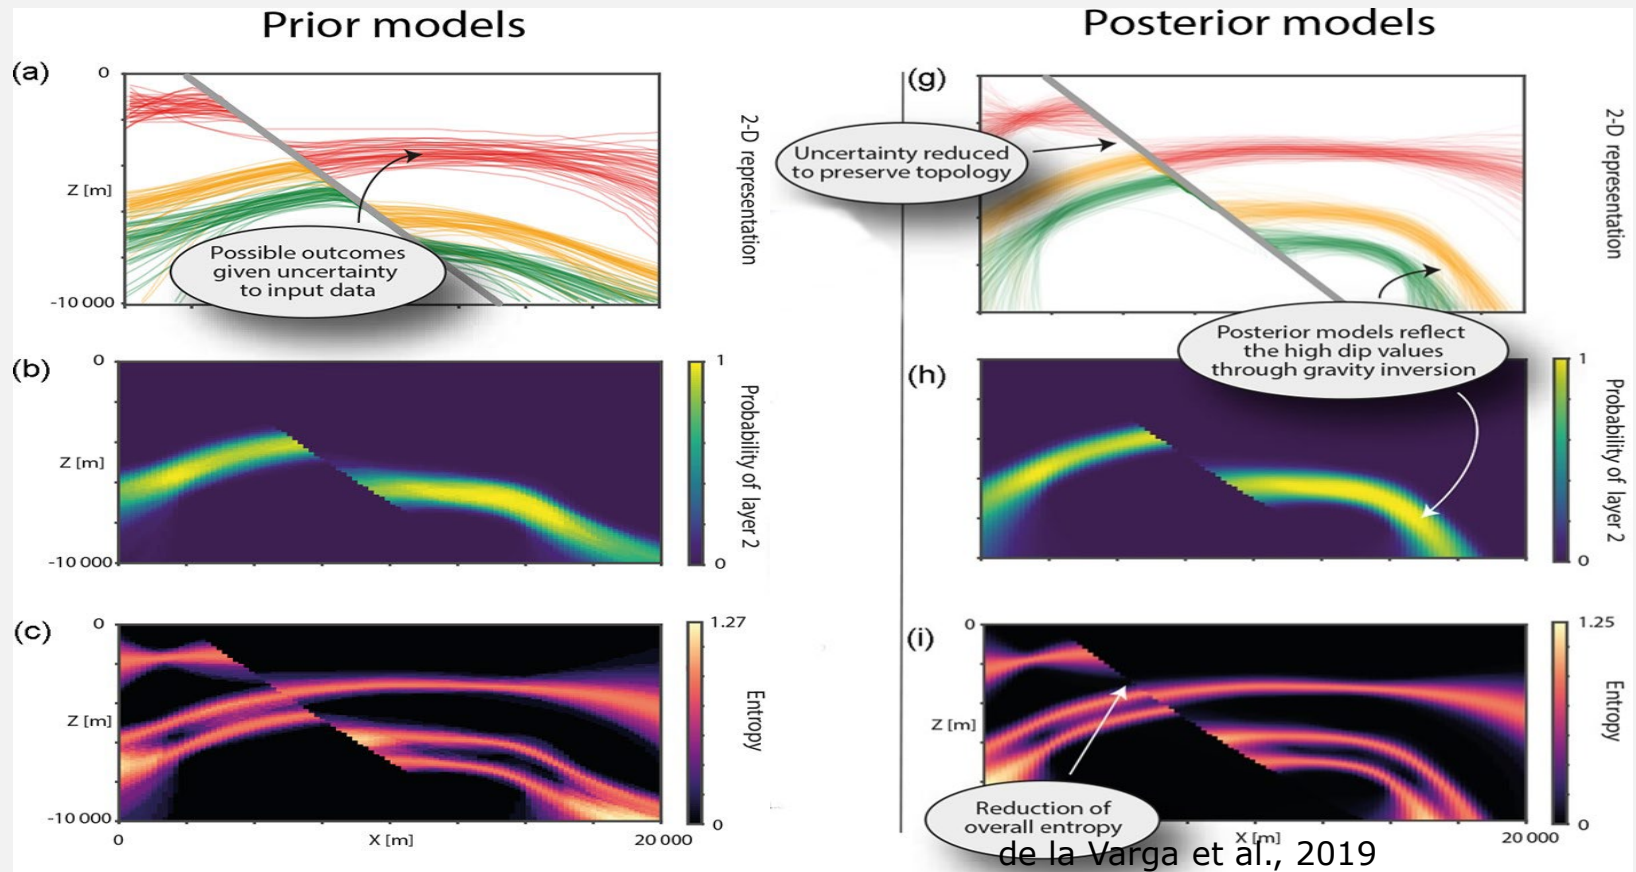 Prior models
(a)
0
Z [m]
-10 000
2-D representation
Possible outcomes
given uncertainty
to input data
(b)
0
Z [m]
-10 000
1
0
Probability of layer 2
(c)
0
Z [m]
-10 000
0
X [m]
20 000
1.27
0
Entropy
Posterior models
(g)
2-D representation
Uncertainty reduced
to preserve topology
Posterior models reflect
the high dip values
through gravity inversion
(h)
1
0
Probability of layer 2
(i)
0
Z [m]
1.25
0
Entropy
Reduction of
overall entropy
X [m]
20 000
de la Varga et al., 2019